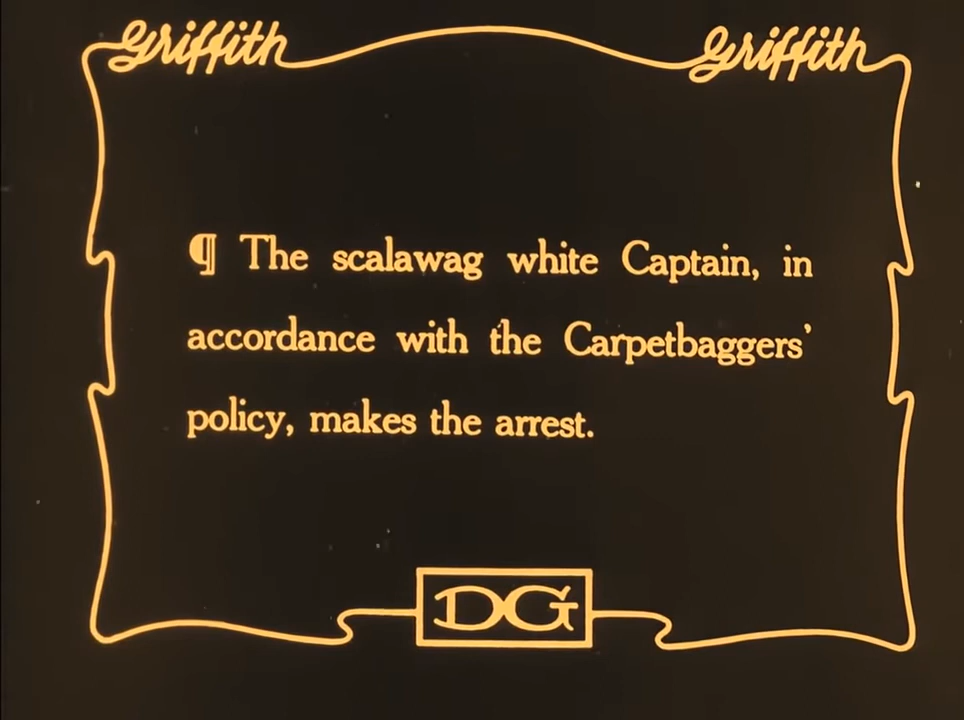 Griffith Griffith
¶ The scalawag white Captain, in
accordance with the Carpetbaggers’
policy, makes the arrest.
DG